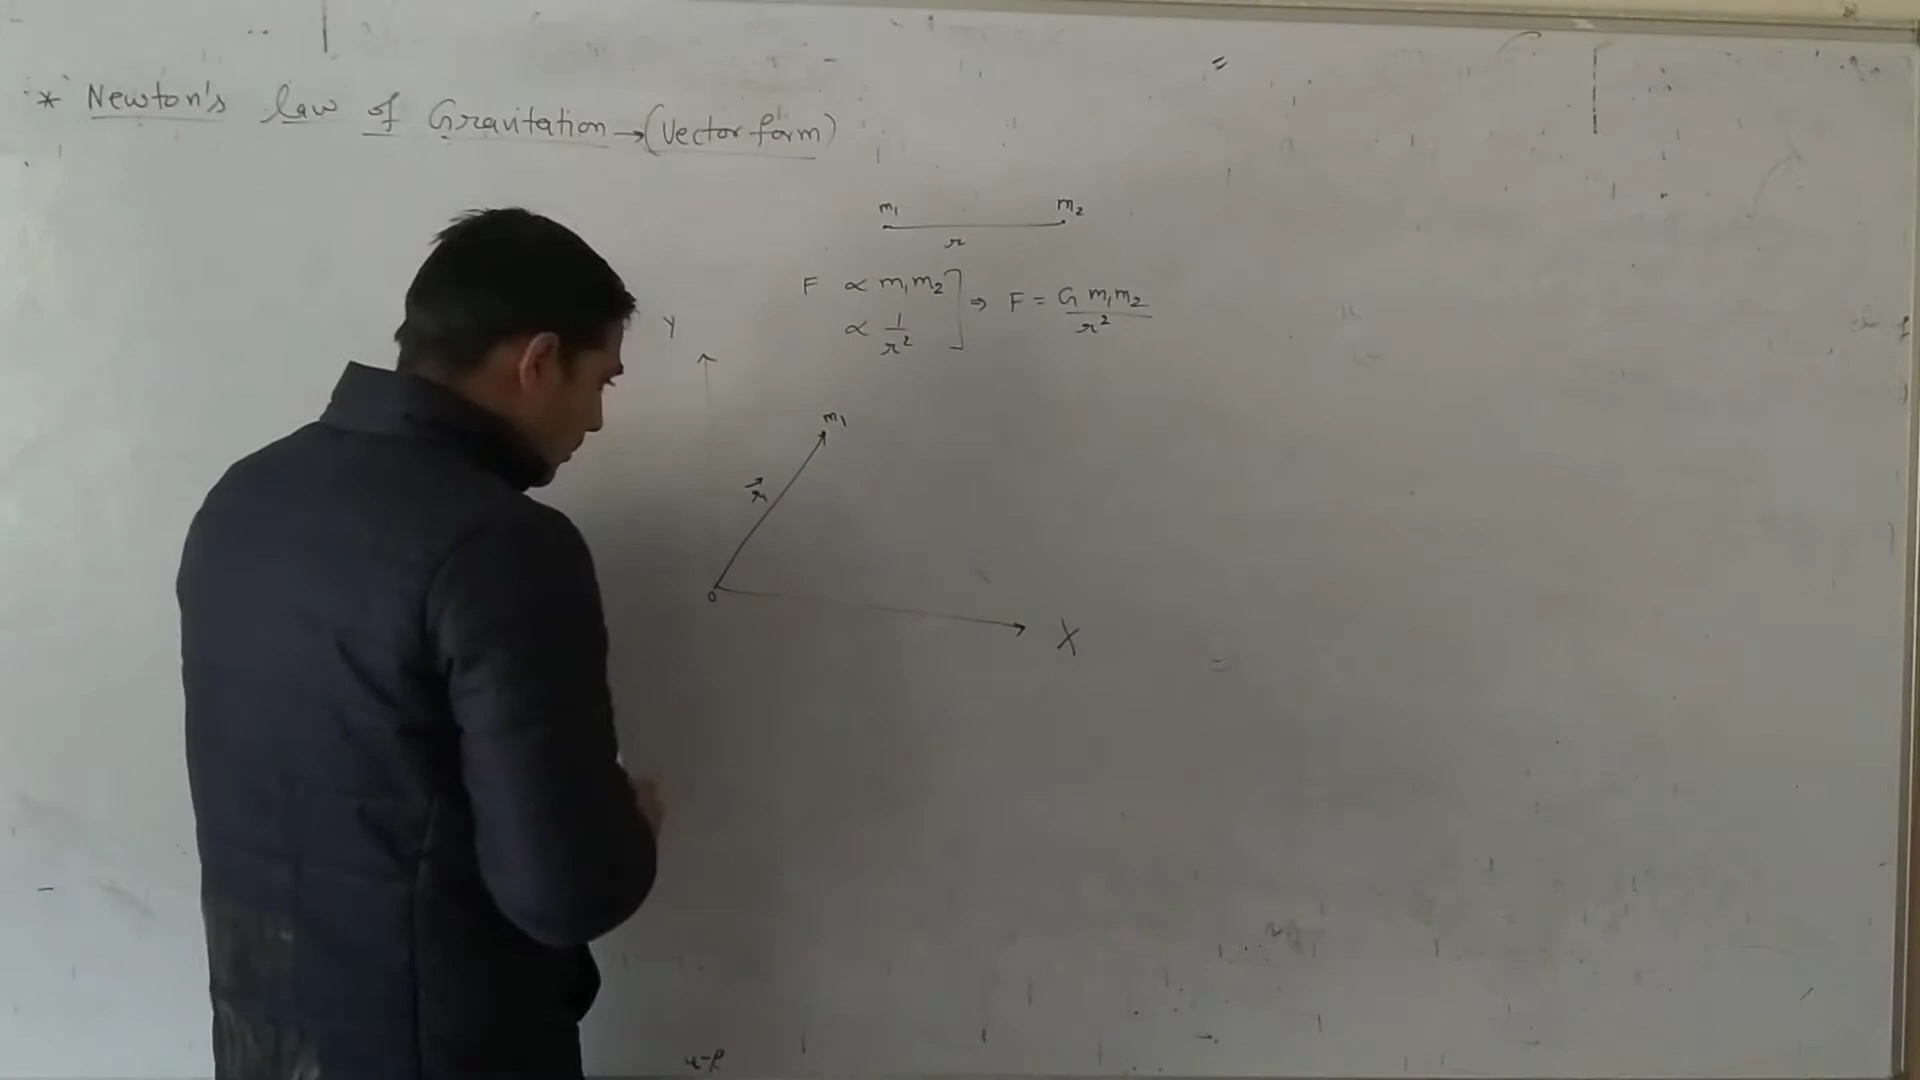 * Newton's law of Gravitation → (Vector form)
m₁ m₂
r
F ∝ m₁m₂ ] ⇒ F = G m₁m₂ / r²
∝ 1/r²
Y
m₁
r⃗
O
X
=